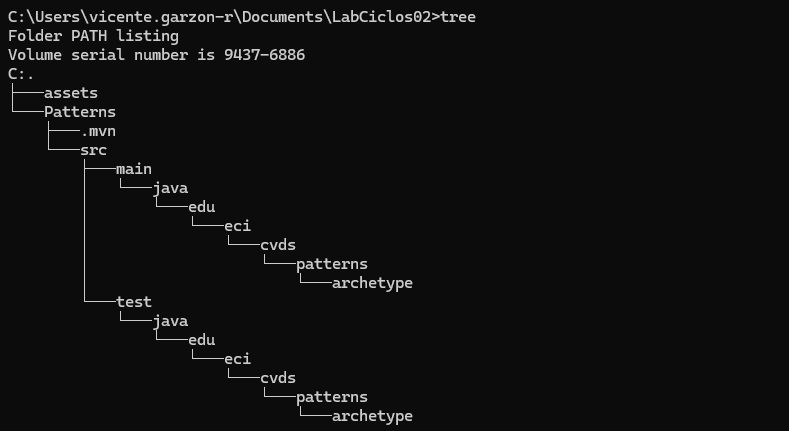 C:\Users\vicente.garzon-r\Documents\LabCiclos02>tree
Folder PATH listing
Volume serial number is 9437-6886
C:.
├───assets
└───Patterns
    ├───.mvn
    └───src
        ├───main
        │   └───java
        │       └───edu
        │           └───eci
        │               └───cvds
        │                   └───patterns
        │                       └───archetype
        └───test
            └───java
                └───edu
                    └───eci
                        └───cvds
                            └───patterns
                                └───archetype